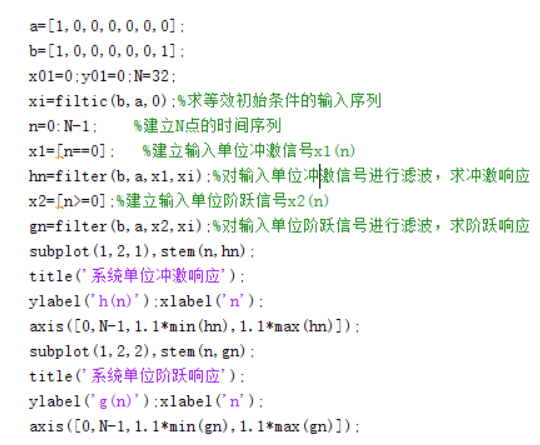 a=[1,0,0,0,0,0,0];
b=[1,0,0,0,0,0,1];
x01=0;y01=0;N=32;
xi=filtic(b,a,0);%求等效初始条件的输入序列
n=0:N-1;    %建立N点的时间序列
x1=[n==0];   %建立输入单位冲激信号x1(n)
hn=filter(b,a,x1,xi);%对输入单位冲激信号进行滤波，求冲激响应
x2=[n>=0];%建立输入单位阶跃信号x2(n)
gn=filter(b,a,x2,xi);%对输入单位阶跃信号进行滤波，求阶跃响应
subplot(1,2,1),stem(n,hn);
title('系统单位冲激响应');
ylabel('h(n)');xlabel('n');
axis([0,N-1,1.1*min(hn),1.1*max(hn)]);
subplot(1,2,2),stem(n,gn);
title('系统单位阶跃响应');
ylabel('g(n)');xlabel('n');
axis([0,N-1,1.1*min(gn),1.1*max(gn)]);